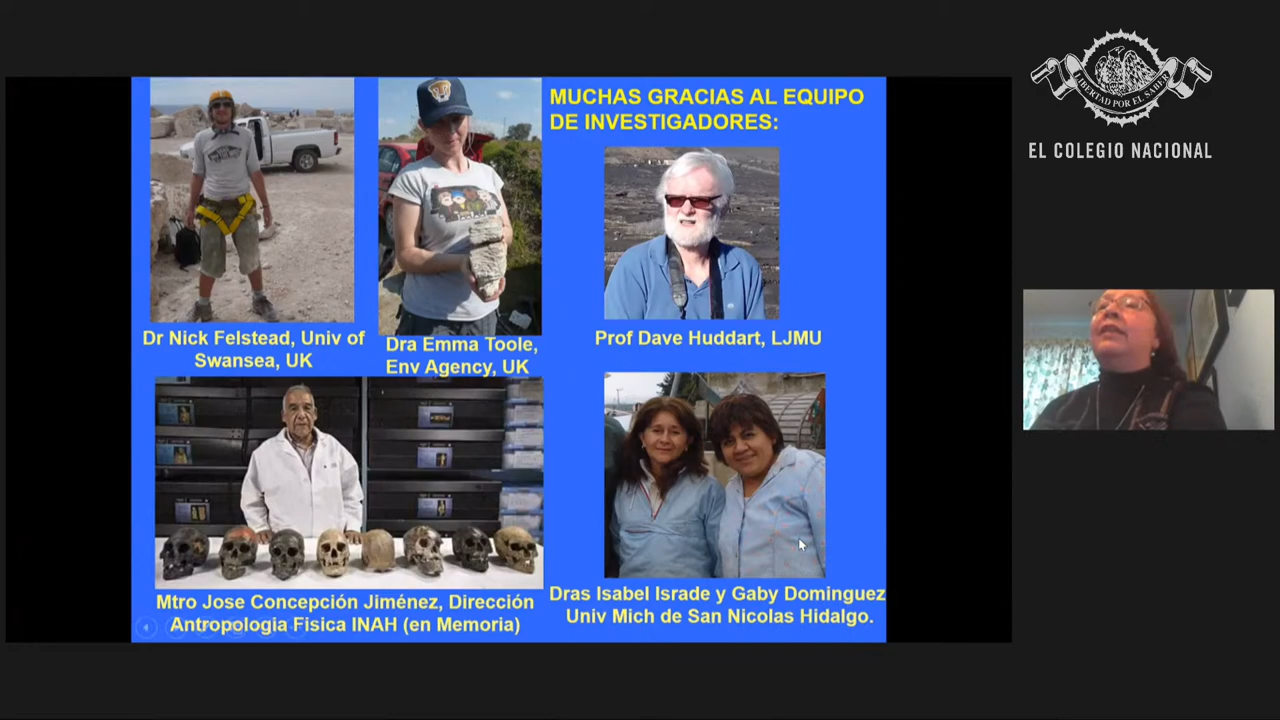 MUCHAS GRACIAS AL EQUIPO
DE INVESTIGADORES:
Dr Nick Felstead, Univ of
Swansea, UK
Dra Emma Toole,
Env Agency, UK
Prof Dave Huddart, LJMU
Mtro Jose Concepción Jiménez, Dirección
Antropologia Fisica INAH (en Memoria)
Dras Isabel Israde y Gaby Dominguez
Univ Mich de San Nicolas Hidalgo.
LIBERTAD POR EL SABER
EL COLEGIO NACIONAL